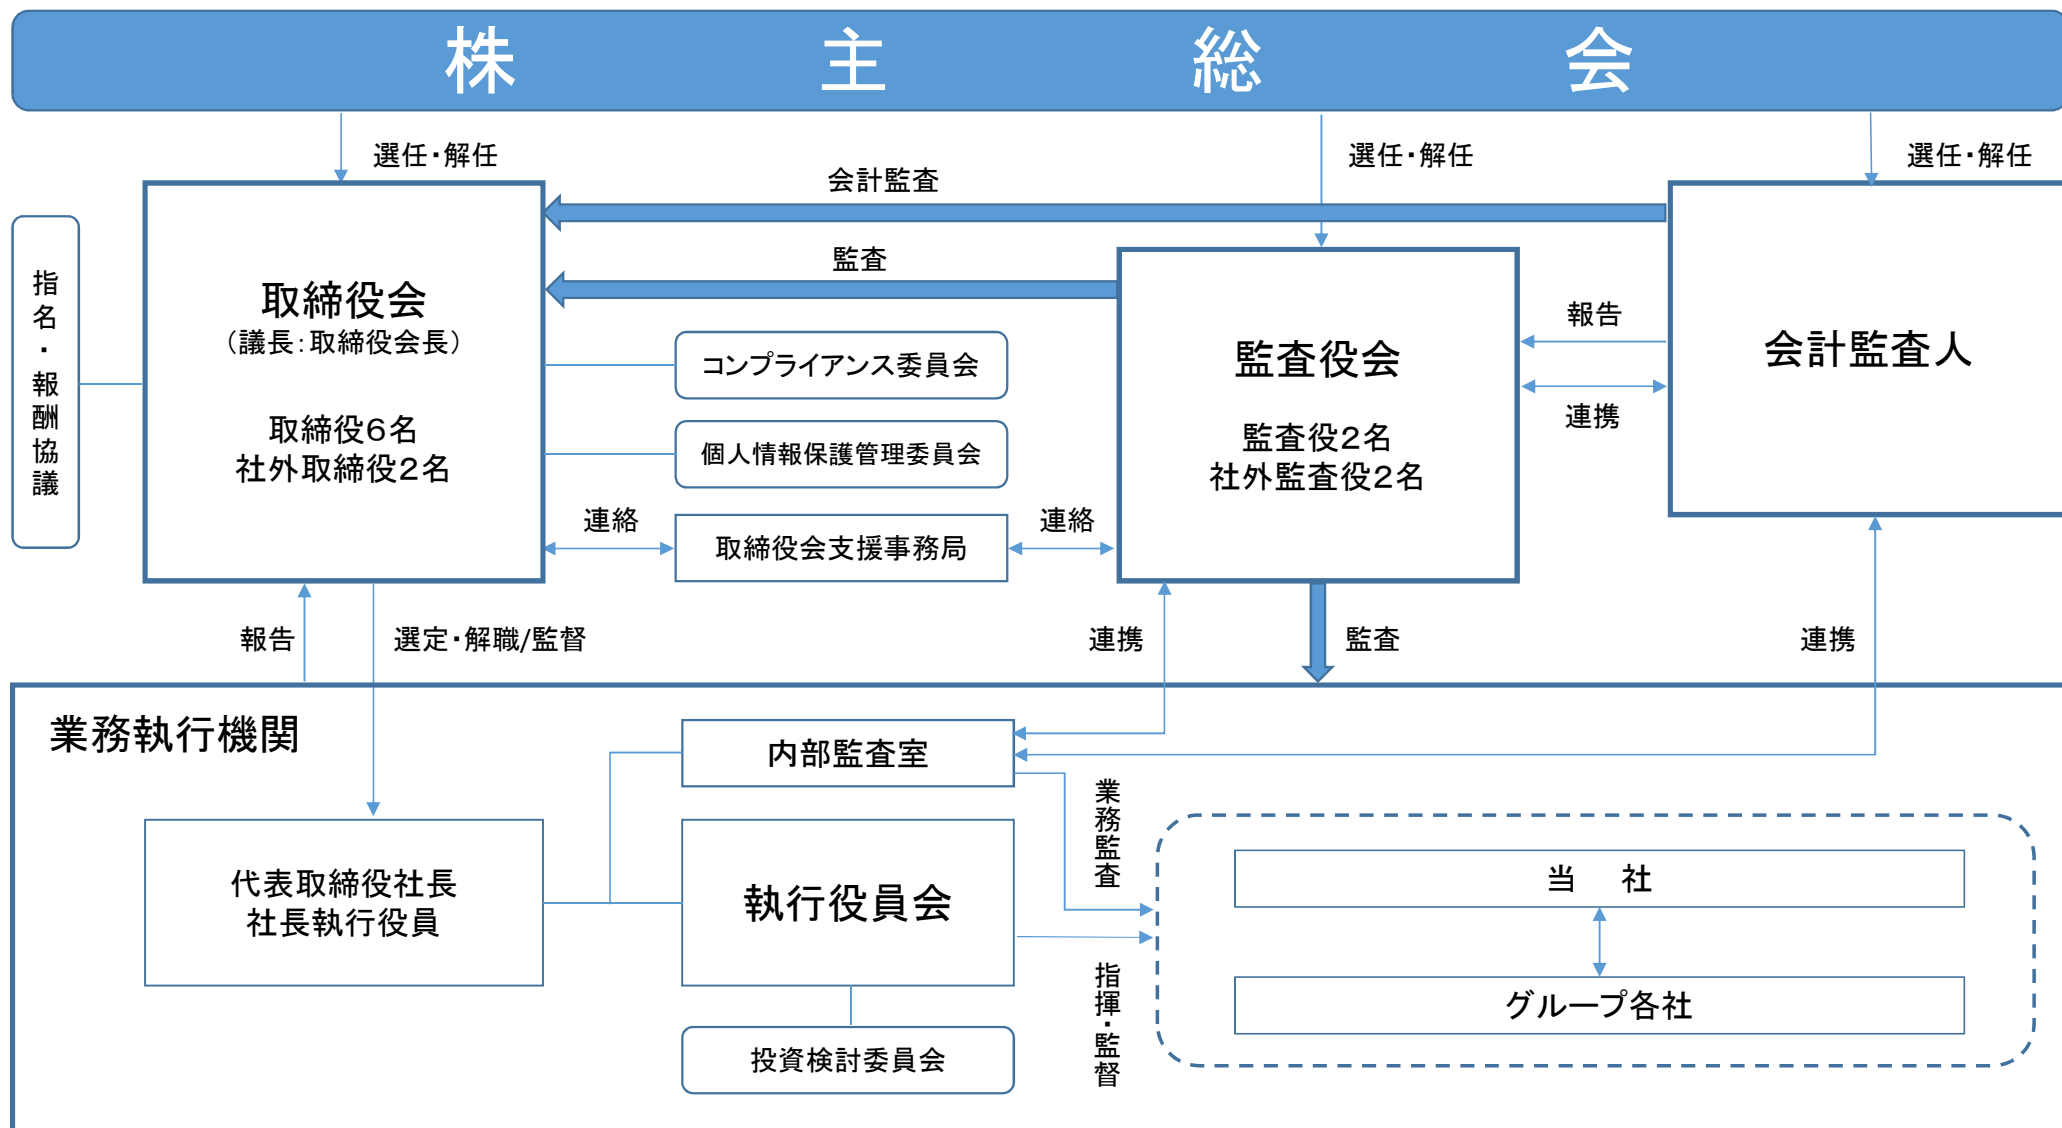 株主総会
選任・解任
選任・解任
選任・解任
会計監査
監査
指名・報酬協議
取締役会
（議長：取締役会長）
取締役6名
社外取締役2名
コンプライアンス委員会
個人情報保護管理委員会
連絡
取締役会支援事務局
連絡
監査役会
監査役2名
社外監査役2名
報告
連携
会計監査人
報告
選定・解職/監督
連携
監査
連携
業務執行機関
内部監査室
業務監査
代表取締役社長
社長執行役員
執行役員会
指揮・監督
投資検討委員会
当　社
グループ各社